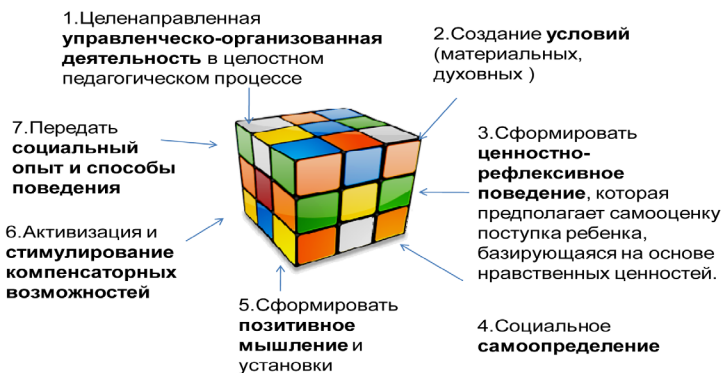 1.Целенаправленная
управленческо-организованная
деятельность в целостном
педагогическом процессе
2.Создание условий
(материальных,
духовных )
3.Сформировать
ценностно-
рефлексивное
поведение, которая
предполагает самооценку
поступка ребенка,
базирующаяся на основе
нравственных ценностей.
4.Социальное
самоопределение
5.Сформировать
позитивное
мышление и
установки
6.Активизация и
стимулирование
компенсаторных
возможностей
7.Передать
социальный
опыт и способы
поведения